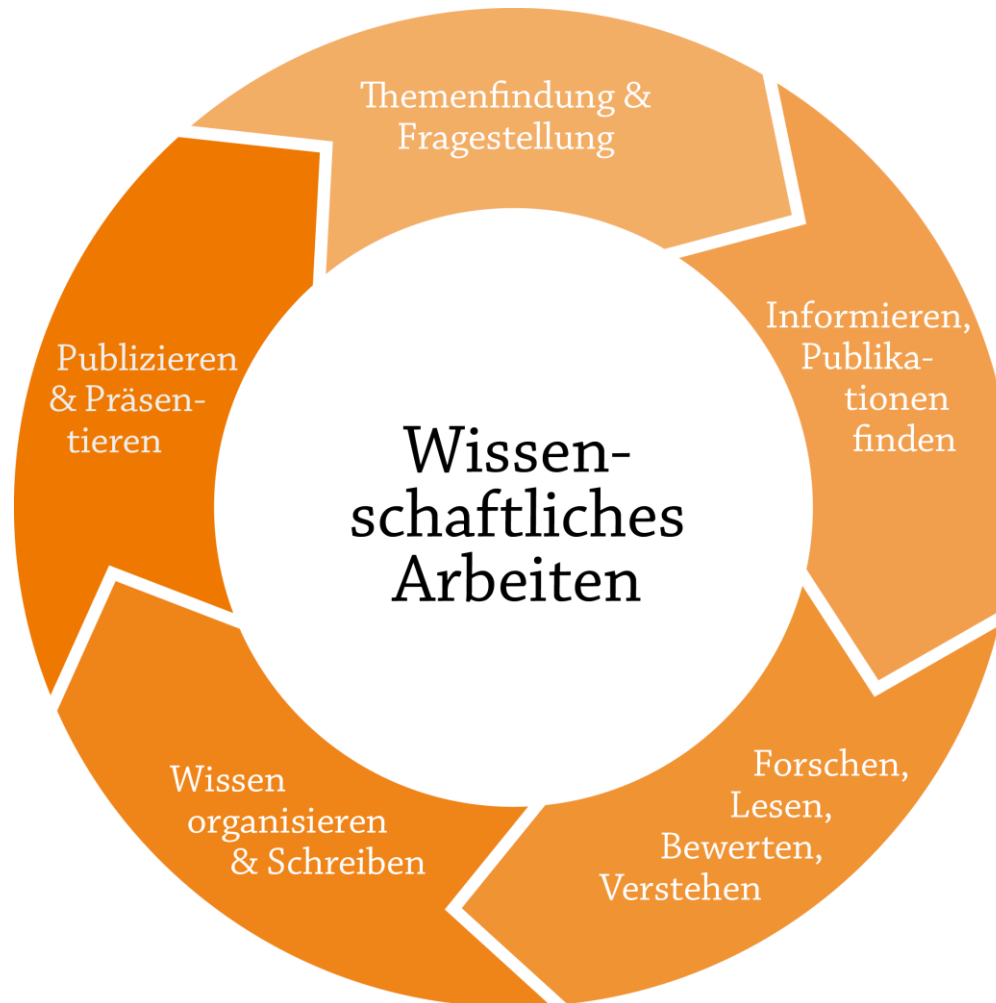 Themenfindung &
Fragestellung
Informieren,
Publika-
tionen
finden
Forschen,
Lesen,
Bewerten,
Verstehen
Wissen
organisieren
& Schreiben
Publizieren
& Präsen-
tieren
Wissen-
schaftliches
Arbeiten